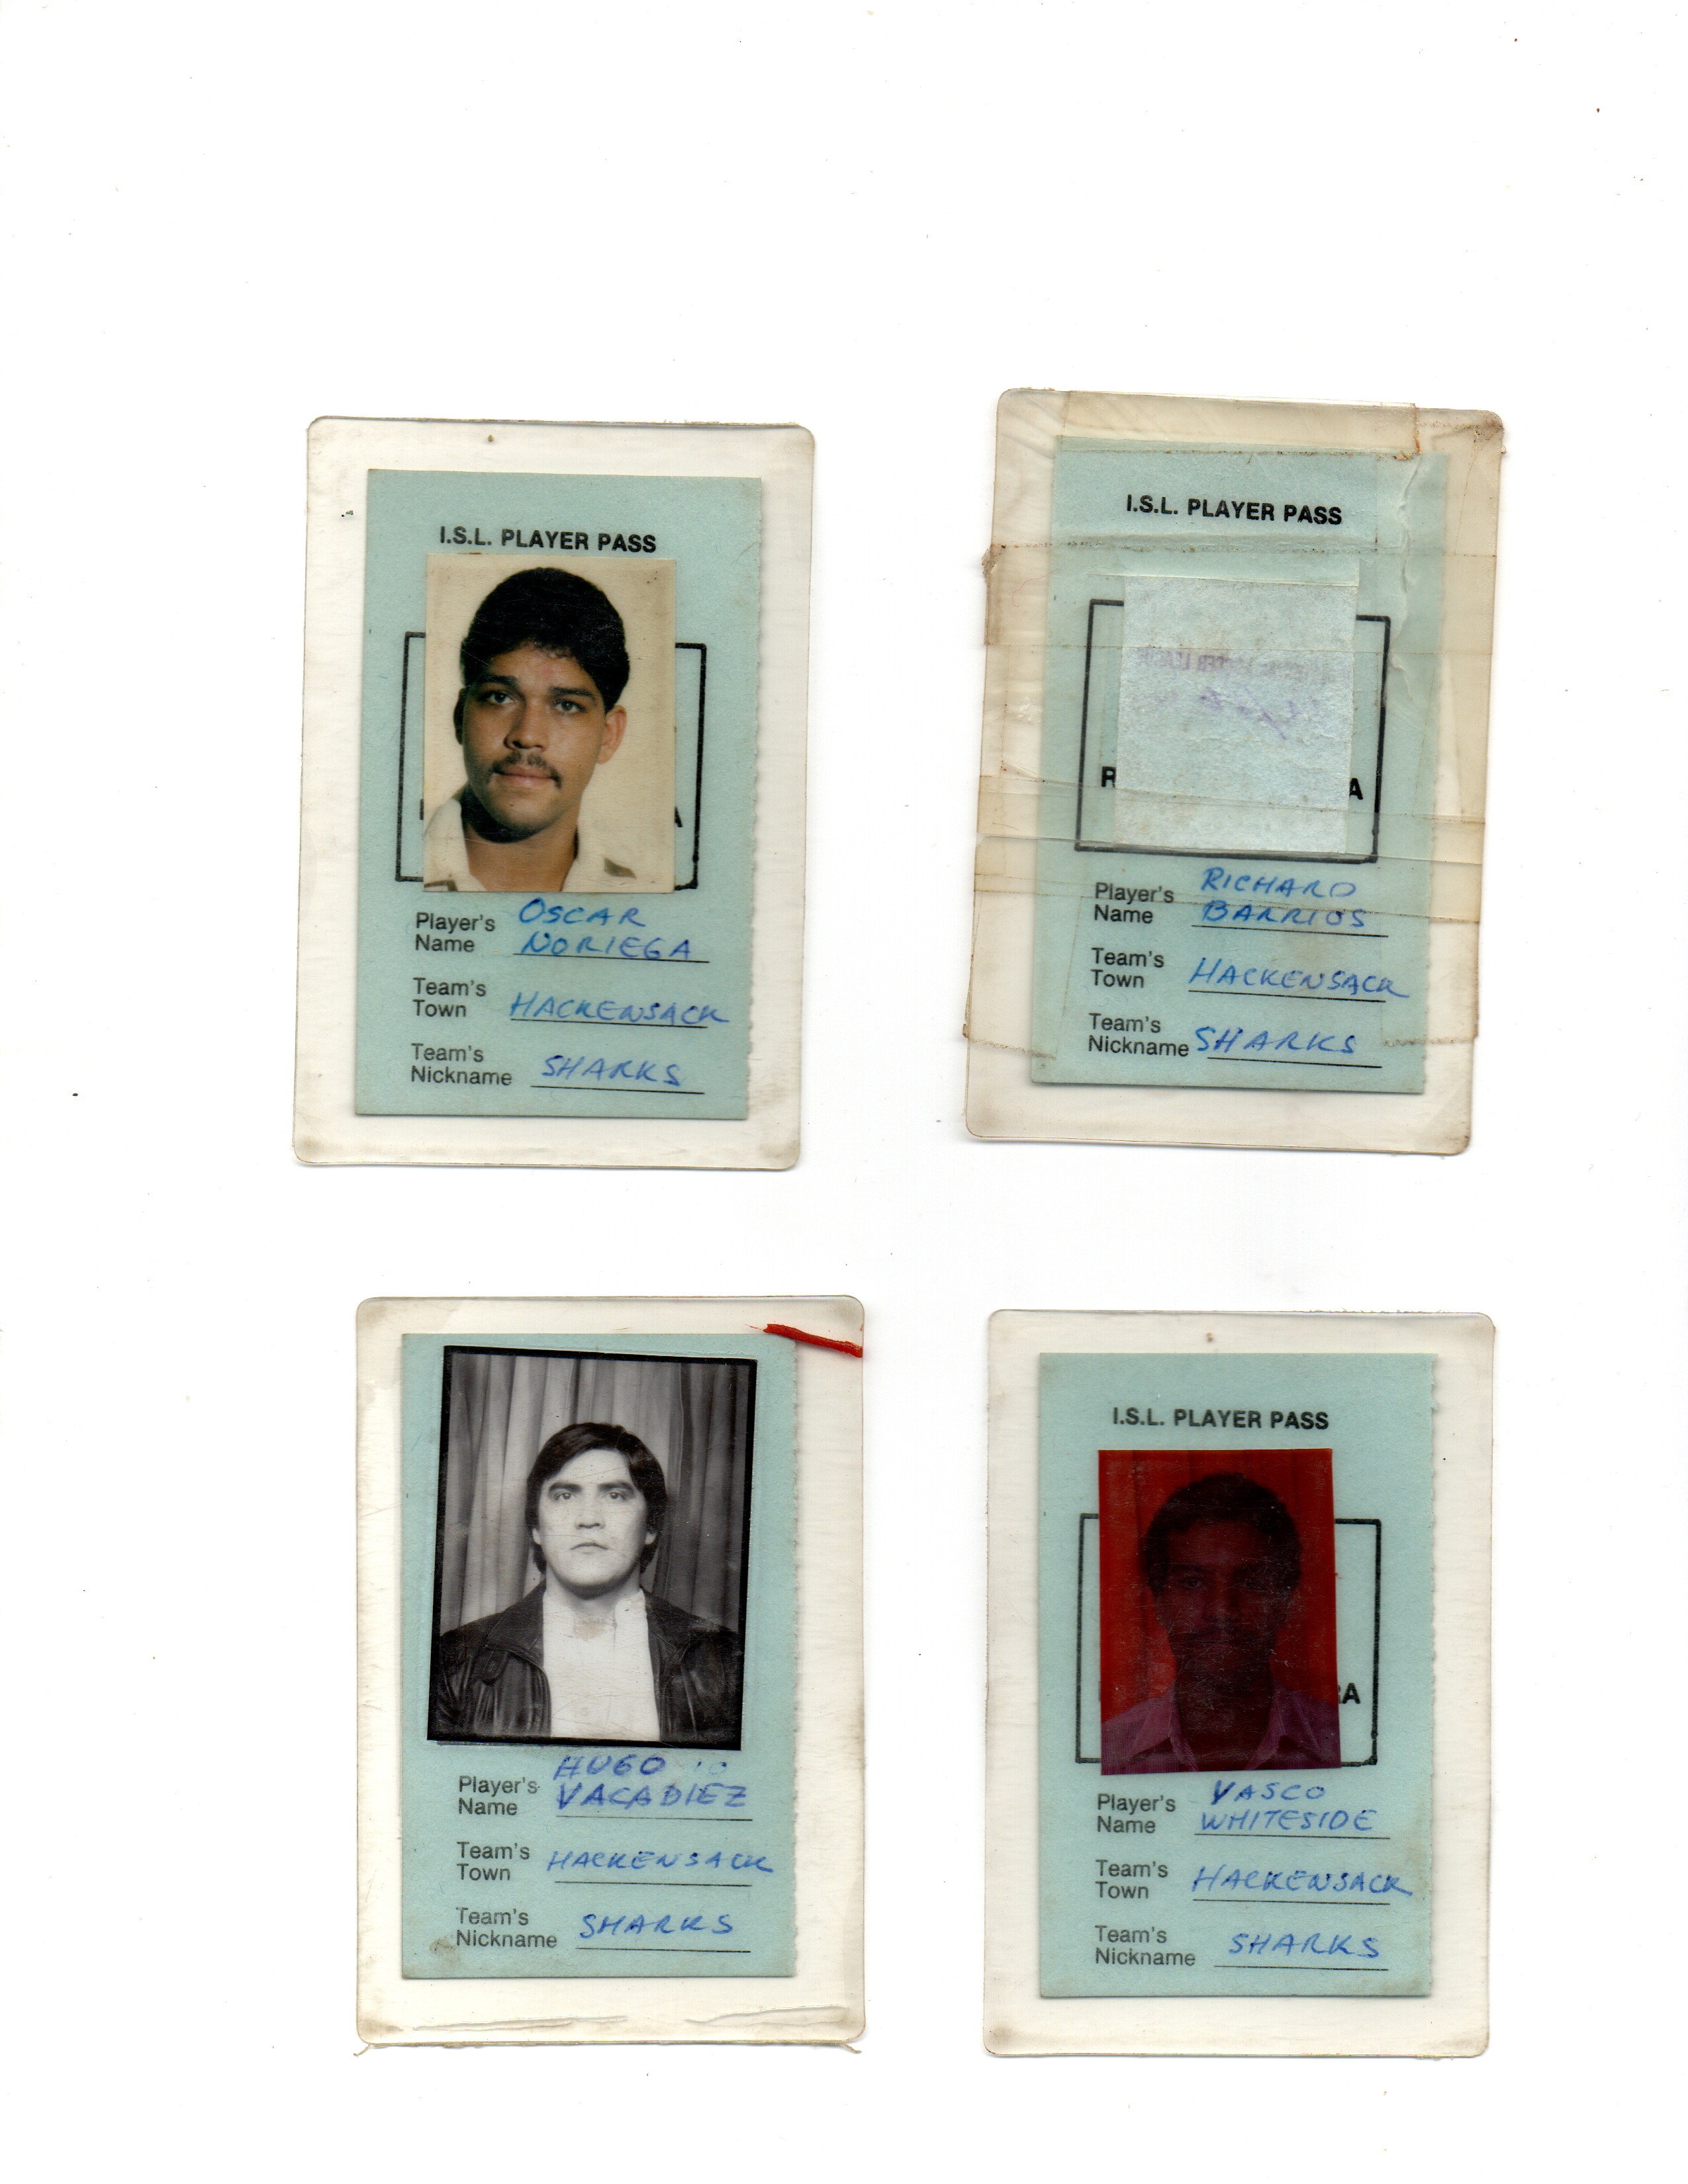 I.S.L. PLAYER PASS
A
Player's Name OSCAR NORIEGA
Team's Town HACKENSACK
Team's Nickname SHARKS
I.S.L. PLAYER PASS
R A
Player's Name RICHARD BARRIOS
Team's Town HACKENSACK
Team's Nickname SHARKS
Player's Name HUGO VACADIEZ
Team's Town HACKENSACK
Team's Nickname SHARKS
I.S.L. PLAYER PASS
RA
Player's Name VASCO WHITESIDE
Team's Town HACKENSACK
Team's Nickname SHARKS